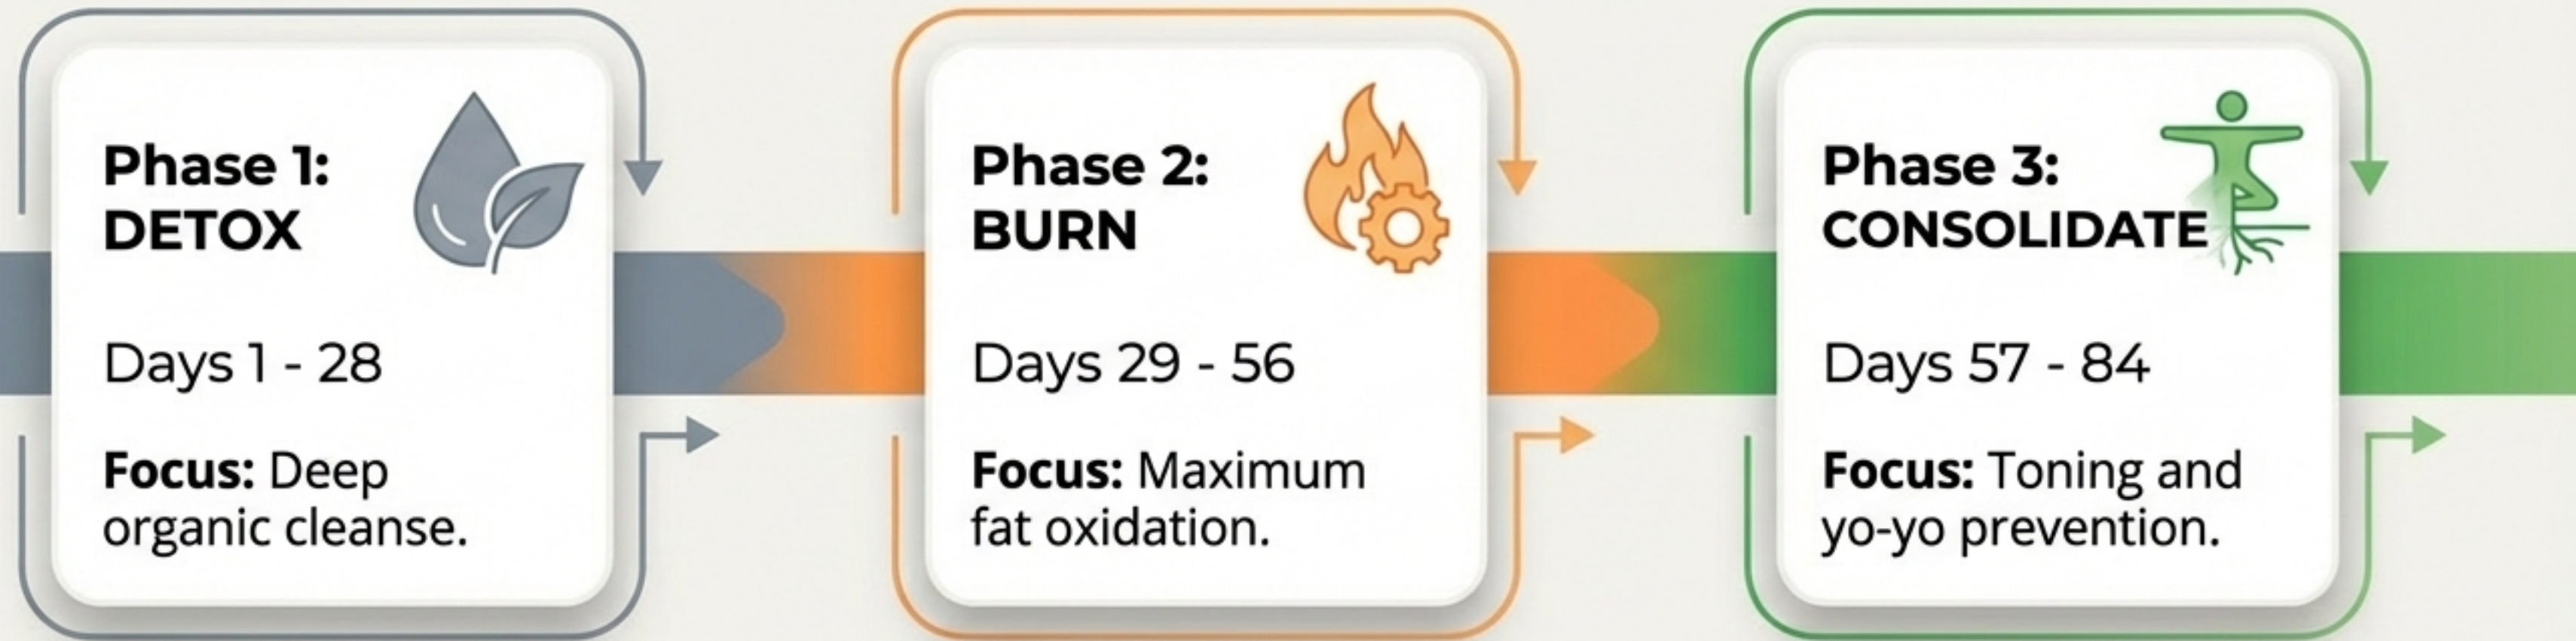 Phase 1:
DETOX
Days 1 - 28
Focus: Deep
organic cleanse.
Phase 2:
BURN
Days 29 - 56
Focus: Maximum
fat oxidation.
Phase 3:
CONSOLIDATE
Days 57 - 84
Focus: Toning and
yo-yo prevention.